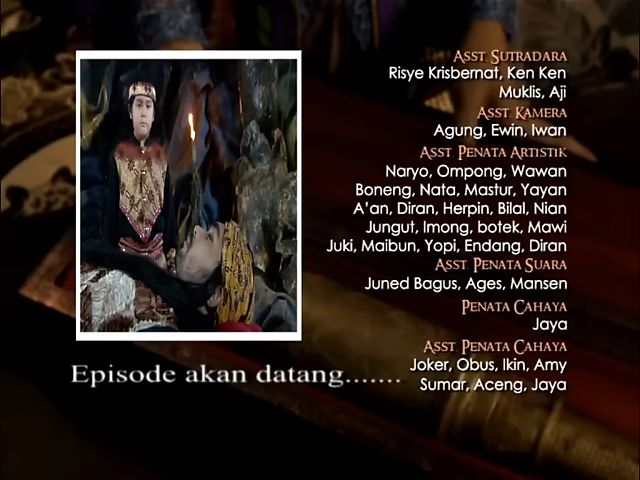 Asst Sutradara
Risye Krisbernat, Ken Ken
Muklis, Aji
Asst Kamera
Agung, Ewin, Iwan
Asst Penata Artistik
Naryo, Ompong, Wawan
Boneng, Nata, Mastur, Yayan
A'an, Diran, Herpin, Bilal, Nian
Jungut, Imong, botek, Mawi
Juki, Maibun, Yopi, Endang, Diran
Asst Penata Suara
Juned Bagus, Ages, Mansen
Penata Cahaya
Jaya
Asst Penata Cahaya
Joker, Obus, Ikin, Amy
Sumar, Aceng, Jaya
Episode akan datang.......